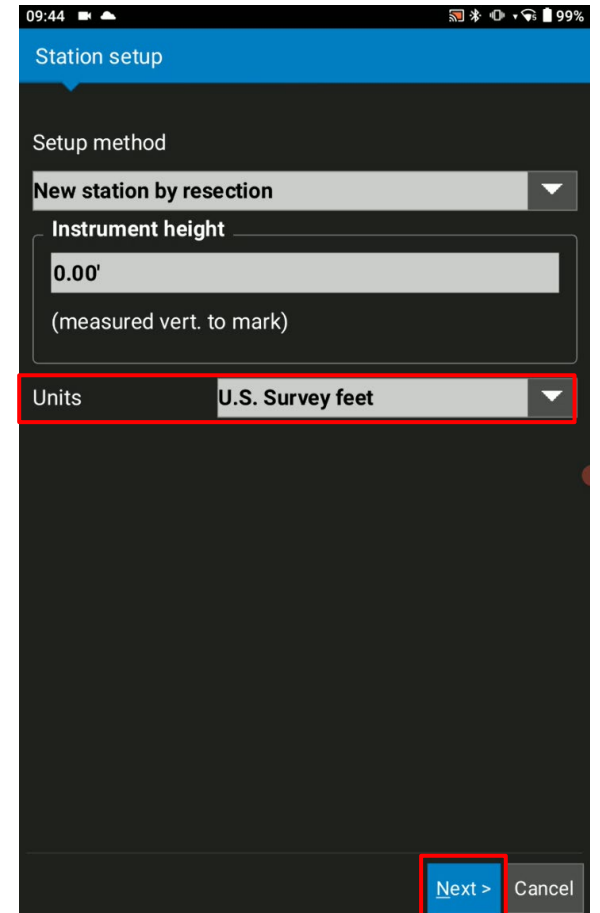 09:44 99%
Station setup
Setup method
New station by resection
Instrument height
0.00'
(measured vert. to mark)
Units U.S. Survey feet
Next > Cancel